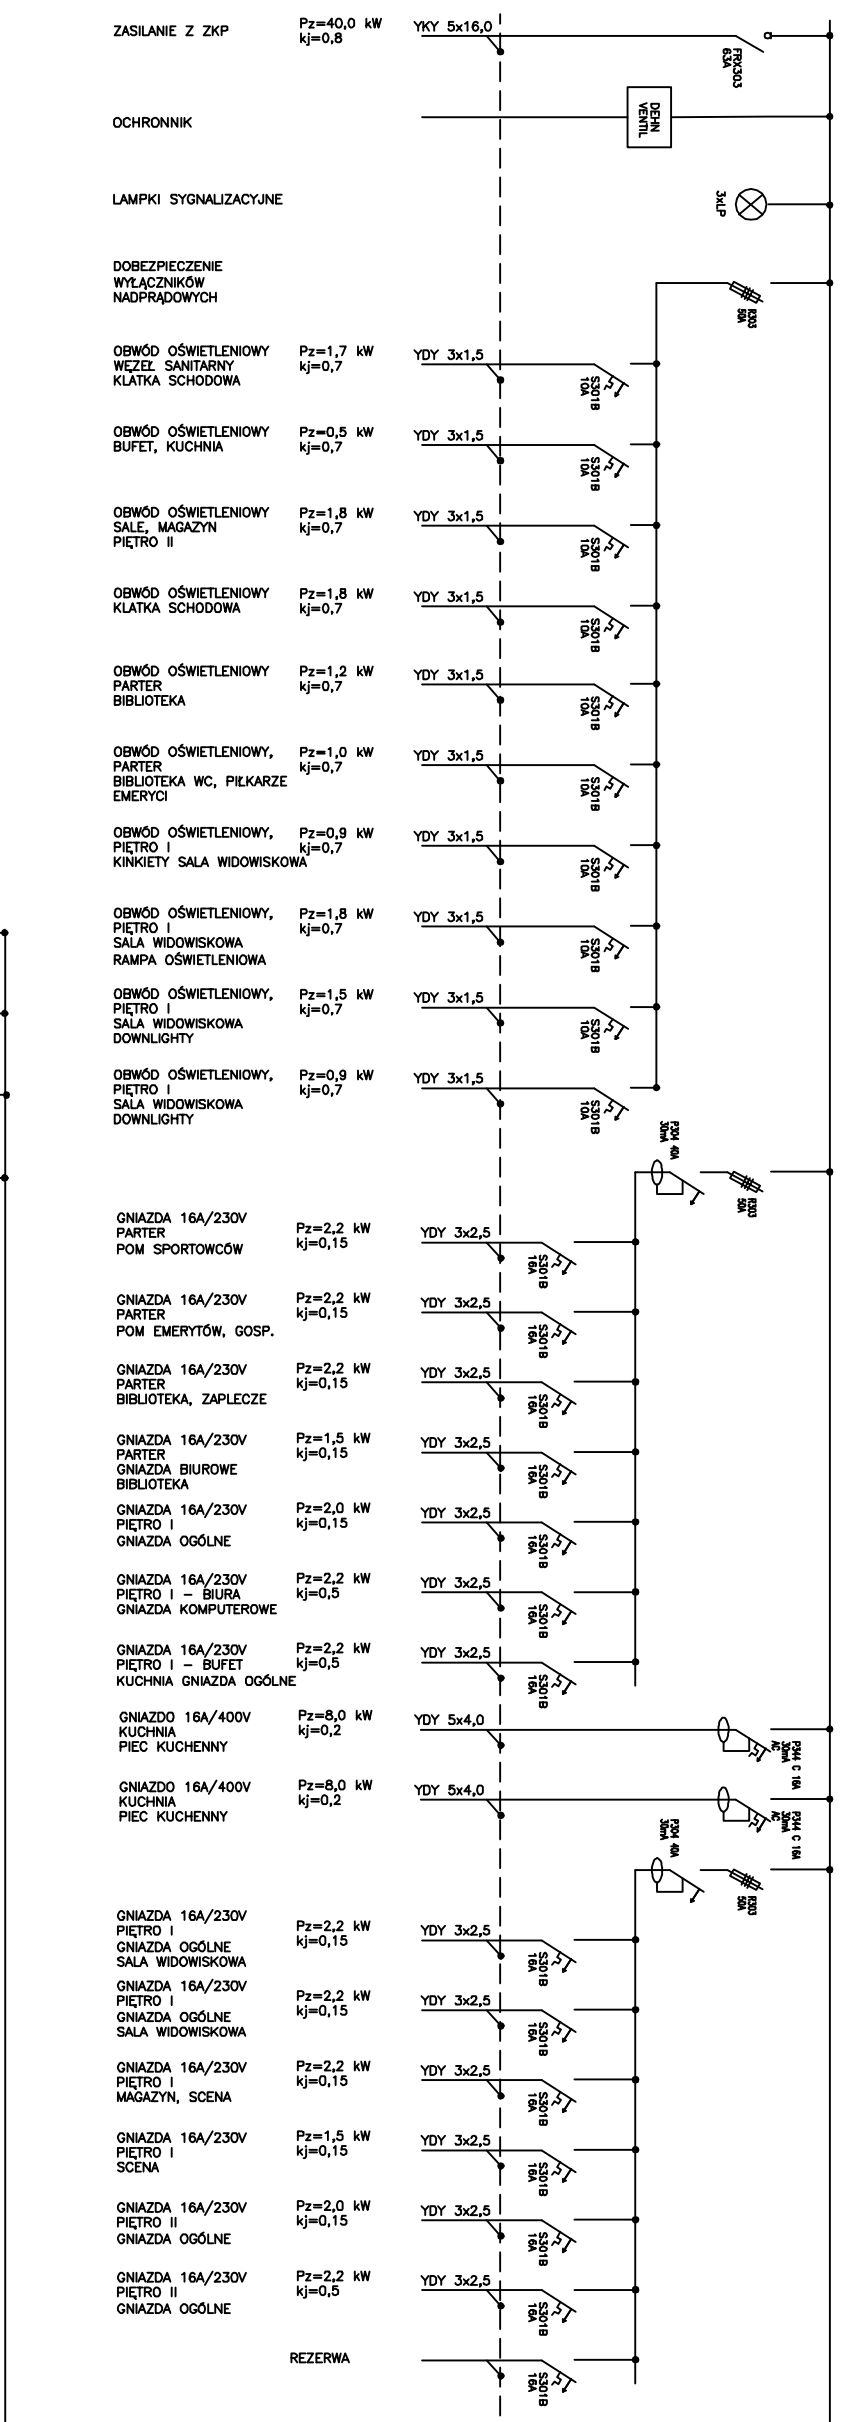 ZASILANIE Z ZKP
Pz=40,0 kW
kj=0,8
YKY 5x16,0
FRX303
63A
OCHRONNIK
DEHN
VENTIL
LAMPKI SYGNALIZACYJNE
3xLP
DOBEZPIECZENIE
WYŁĄCZNIKÓW
NADPRĄDOWYCH
R303
50A
OBWÓD OŚWIETLENIOWY
WĘZEŁ SANITARNY
KLATKA SCHODOWA
Pz=1,7 kW
kj=0,7
YDY 3x1,5
S301B
10A
OBWÓD OŚWIETLENIOWY
BUFET, KUCHNIA
Pz=0,5 kW
kj=0,7
YDY 3x1,5
S301B
10A
OBWÓD OŚWIETLENIOWY
SALE, MAGAZYN
PIĘTRO II
Pz=1,8 kW
kj=0,7
YDY 3x1,5
S301B
10A
OBWÓD OŚWIETLENIOWY
KLATKA SCHODOWA
Pz=1,8 kW
kj=0,7
YDY 3x1,5
S301B
10A
OBWÓD OŚWIETLENIOWY
PARTER
BIBLIOTEKA
Pz=1,2 kW
kj=0,7
YDY 3x1,5
S301B
10A
OBWÓD OŚWIETLENIOWY,
PARTER
BIBLIOTEKA WC, PIŁKARZE
EMERYCI
Pz=1,0 kW
kj=0,7
YDY 3x1,5
S301B
10A
OBWÓD OŚWIETLENIOWY,
PIĘTRO I
KINKIETY SALA WIDOWISKOWA
Pz=0,9 kW
kj=0,7
YDY 3x1,5
S301B
10A
OBWÓD OŚWIETLENIOWY,
PIĘTRO I
SALA WIDOWISKOWA
RAMPA OŚWIETLENIOWA
Pz=1,8 kW
kj=0,7
YDY 3x1,5
S301B
10A
OBWÓD OŚWIETLENIOWY,
PIĘTRO I
SALA WIDOWISKOWA
DOWNLIGHTY
Pz=1,5 kW
kj=0,7
YDY 3x1,5
S301B
10A
OBWÓD OŚWIETLENIOWY,
PIĘTRO I
SALA WIDOWISKOWA
DOWNLIGHTY
Pz=0,9 kW
kj=0,7
YDY 3x1,5
S301B
10A
P304 40A
30mA
R303
50A
GNIAZDA 16A/230V
PARTER
POM SPORTOWCÓW
Pz=2,2 kW
kj=0,15
YDY 3x2,5
S301B
16A
GNIAZDA 16A/230V
PARTER
POM EMERYTÓW, GOSP.
Pz=2,2 kW
kj=0,15
YDY 3x2,5
S301B
16A
GNIAZDA 16A/230V
PARTER
BIBLIOTEKA, ZAPLECZE
Pz=2,2 kW
kj=0,15
YDY 3x2,5
S301B
16A
GNIAZDA 16A/230V
PARTER
GNIAZDA BIUROWE
BIBLIOTEKA
Pz=1,5 kW
kj=0,15
YDY 3x2,5
S301B
16A
GNIAZDA 16A/230V
PIĘTRO I
GNIAZDA OGÓLNE
Pz=2,0 kW
kj=0,15
YDY 3x2,5
S301B
16A
GNIAZDA 16A/230V
PIĘTRO I - BIURA
GNIAZDA KOMPUTEROWE
Pz=2,2 kW
kj=0,5
YDY 3x2,5
S301B
16A
GNIAZDA 16A/230V
PIĘTRO I - BUFET
KUCHNIA GNIAZDA OGÓLNE
Pz=2,2 kW
kj=0,5
YDY 3x2,5
S301B
16A
GNIAZDO 16A/400V
KUCHNIA
PIEC KUCHENNY
Pz=8,0 kW
kj=0,2
YDY 5x4,0
P344 C 16A
30mA
AC
GNIAZDO 16A/400V
KUCHNIA
PIEC KUCHENNY
Pz=8,0 kW
kj=0,2
YDY 5x4,0
P344 C 16A
30mA
AC
P304 40A
30mA
R303
50A
GNIAZDA 16A/230V
PIĘTRO I
GNIAZDA OGÓLNE
SALA WIDOWISKOWA
Pz=2,2 kW
kj=0,15
YDY 3x2,5
S301B
16A
GNIAZDA 16A/230V
PIĘTRO I
GNIAZDA OGÓLNE
SALA WIDOWISKOWA
Pz=2,2 kW
kj=0,15
YDY 3x2,5
S301B
16A
GNIAZDA 16A/230V
PIĘTRO I
MAGAZYN, SCENA
Pz=2,2 kW
kj=0,15
YDY 3x2,5
S301B
16A
GNIAZDA 16A/230V
PIĘTRO I
SCENA
Pz=1,5 kW
kj=0,15
YDY 3x2,5
S301B
16A
GNIAZDA 16A/230V
PIĘTRO II
GNIAZDA OGÓLNE
Pz=2,0 kW
kj=0,15
YDY 3x2,5
S301B
16A
GNIAZDA 16A/230V
PIĘTRO II
GNIAZDA OGÓLNE
Pz=2,2 kW
kj=0,5
YDY 3x2,5
S301B
16A
REZERWA
S301B
16A